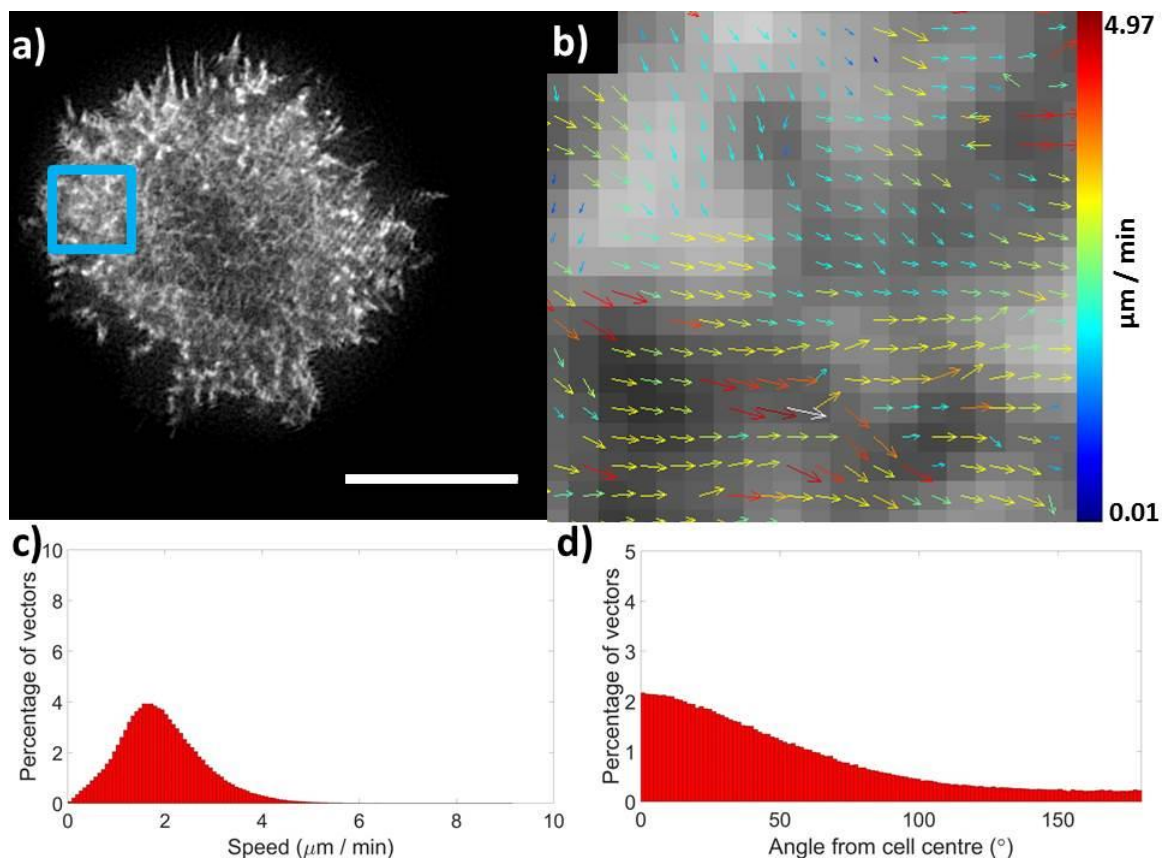 a)
b)
4.97
µm / min
0.01
c)
10
8
6
4
2
0
Percentage of vectors
0 2 4 6 8 10
Speed (µm / min)
d)
5
4
3
2
1
0
Percentage of vectors
0 50 100 150
Angle from cell centre (°)